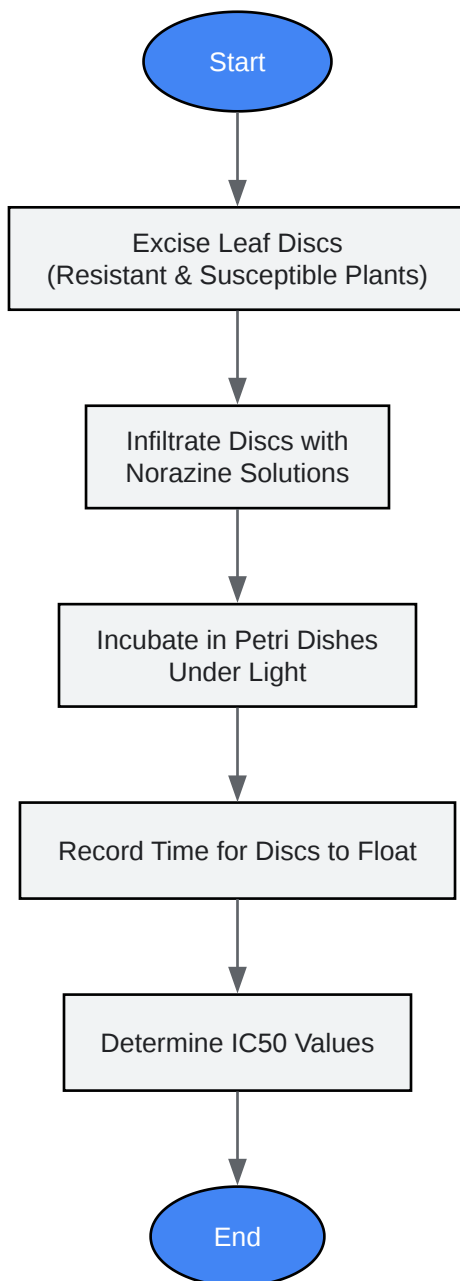 Start
Excise Leaf Discs
(Resistant & Susceptible Plants)
Infiltrate Discs with
Norazine Solutions
Incubate in Petri Dishes
Under Light
Record Time for Discs to Float
Determine IC50 Values
End